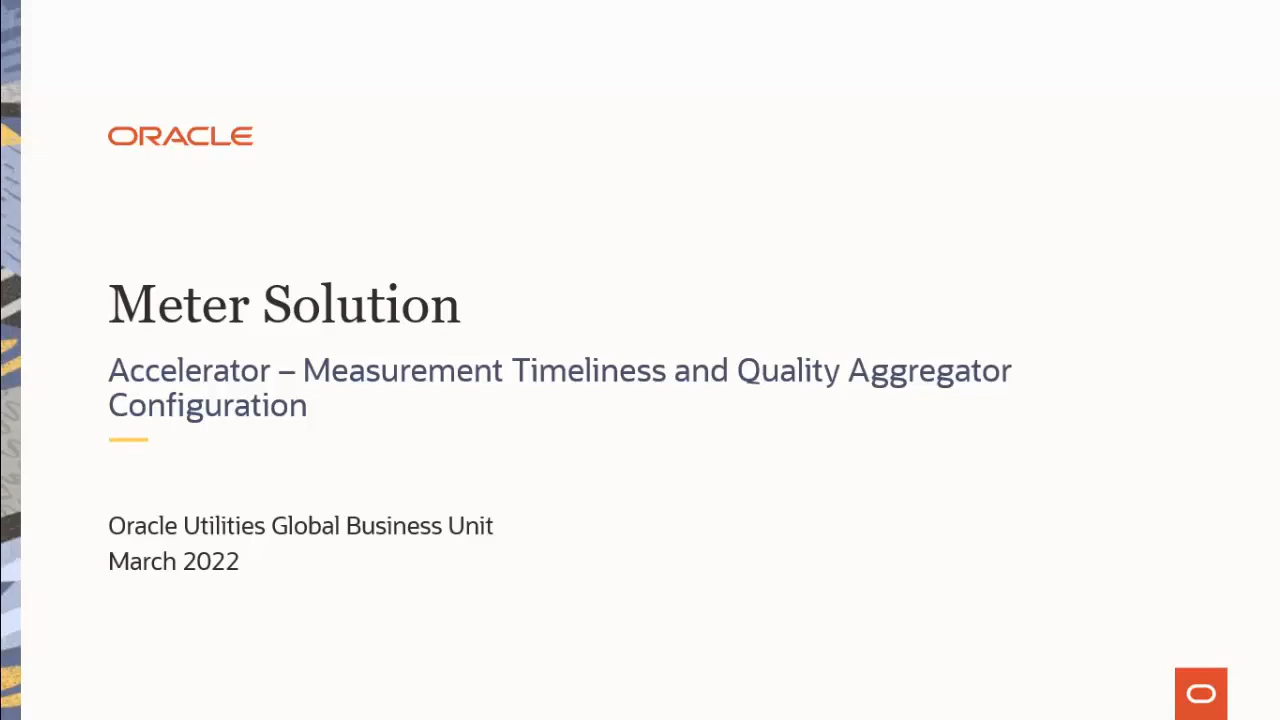 ORACLE
Meter Solution
Accelerator – Measurement Timeliness and Quality Aggregator
Configuration
Oracle Utilities Global Business Unit
March 2022